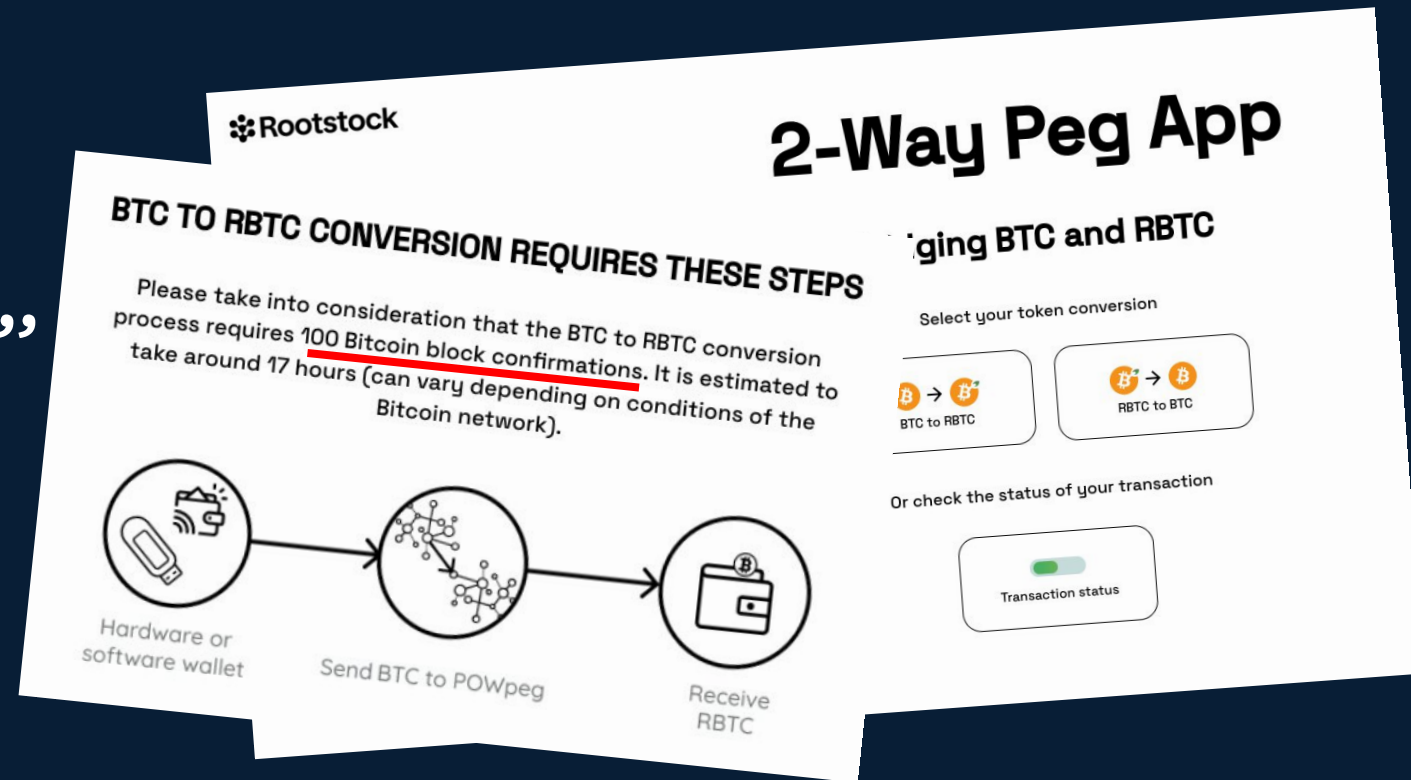 ”
Rootstock
2-Way Peg App
ging BTC and RBTC
Select your token conversion
BTC to RBTC
RBTC to BTC
Or check the status of your transaction
Transaction status
BTC TO RBTC CONVERSION REQUIRES THESE STEPS
Please take into consideration that the BTC to RBTC conversion
process requires 100 Bitcoin block confirmations. It is estimated to
take around 17 hours (can vary depending on conditions of the
Bitcoin network).
Hardware or
software wallet
Send BTC to POWpeg
Receive
RBTC